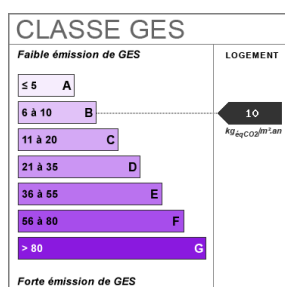 CLASSE GES
Faible émission de GES
LOGEMENT
≤ 5 A
6 à 10 B
10
kgéqCO2/m².an
11 à 20 C
21 à 35 D
36 à 55 E
56 à 80 F
> 80 G
Forte émission de GES